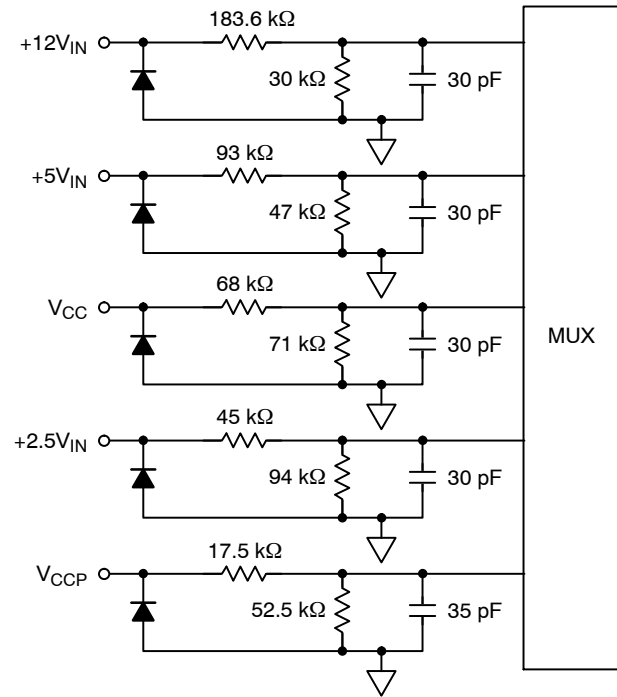 183.6 kΩ
+12V_IN
30 kΩ
30 pF
93 kΩ
+5V_IN
47 kΩ
30 pF
68 kΩ
V_CC
71 kΩ
30 pF
MUX
45 kΩ
+2.5V_IN
94 kΩ
30 pF
17.5 kΩ
V_CCP
52.5 kΩ
35 pF